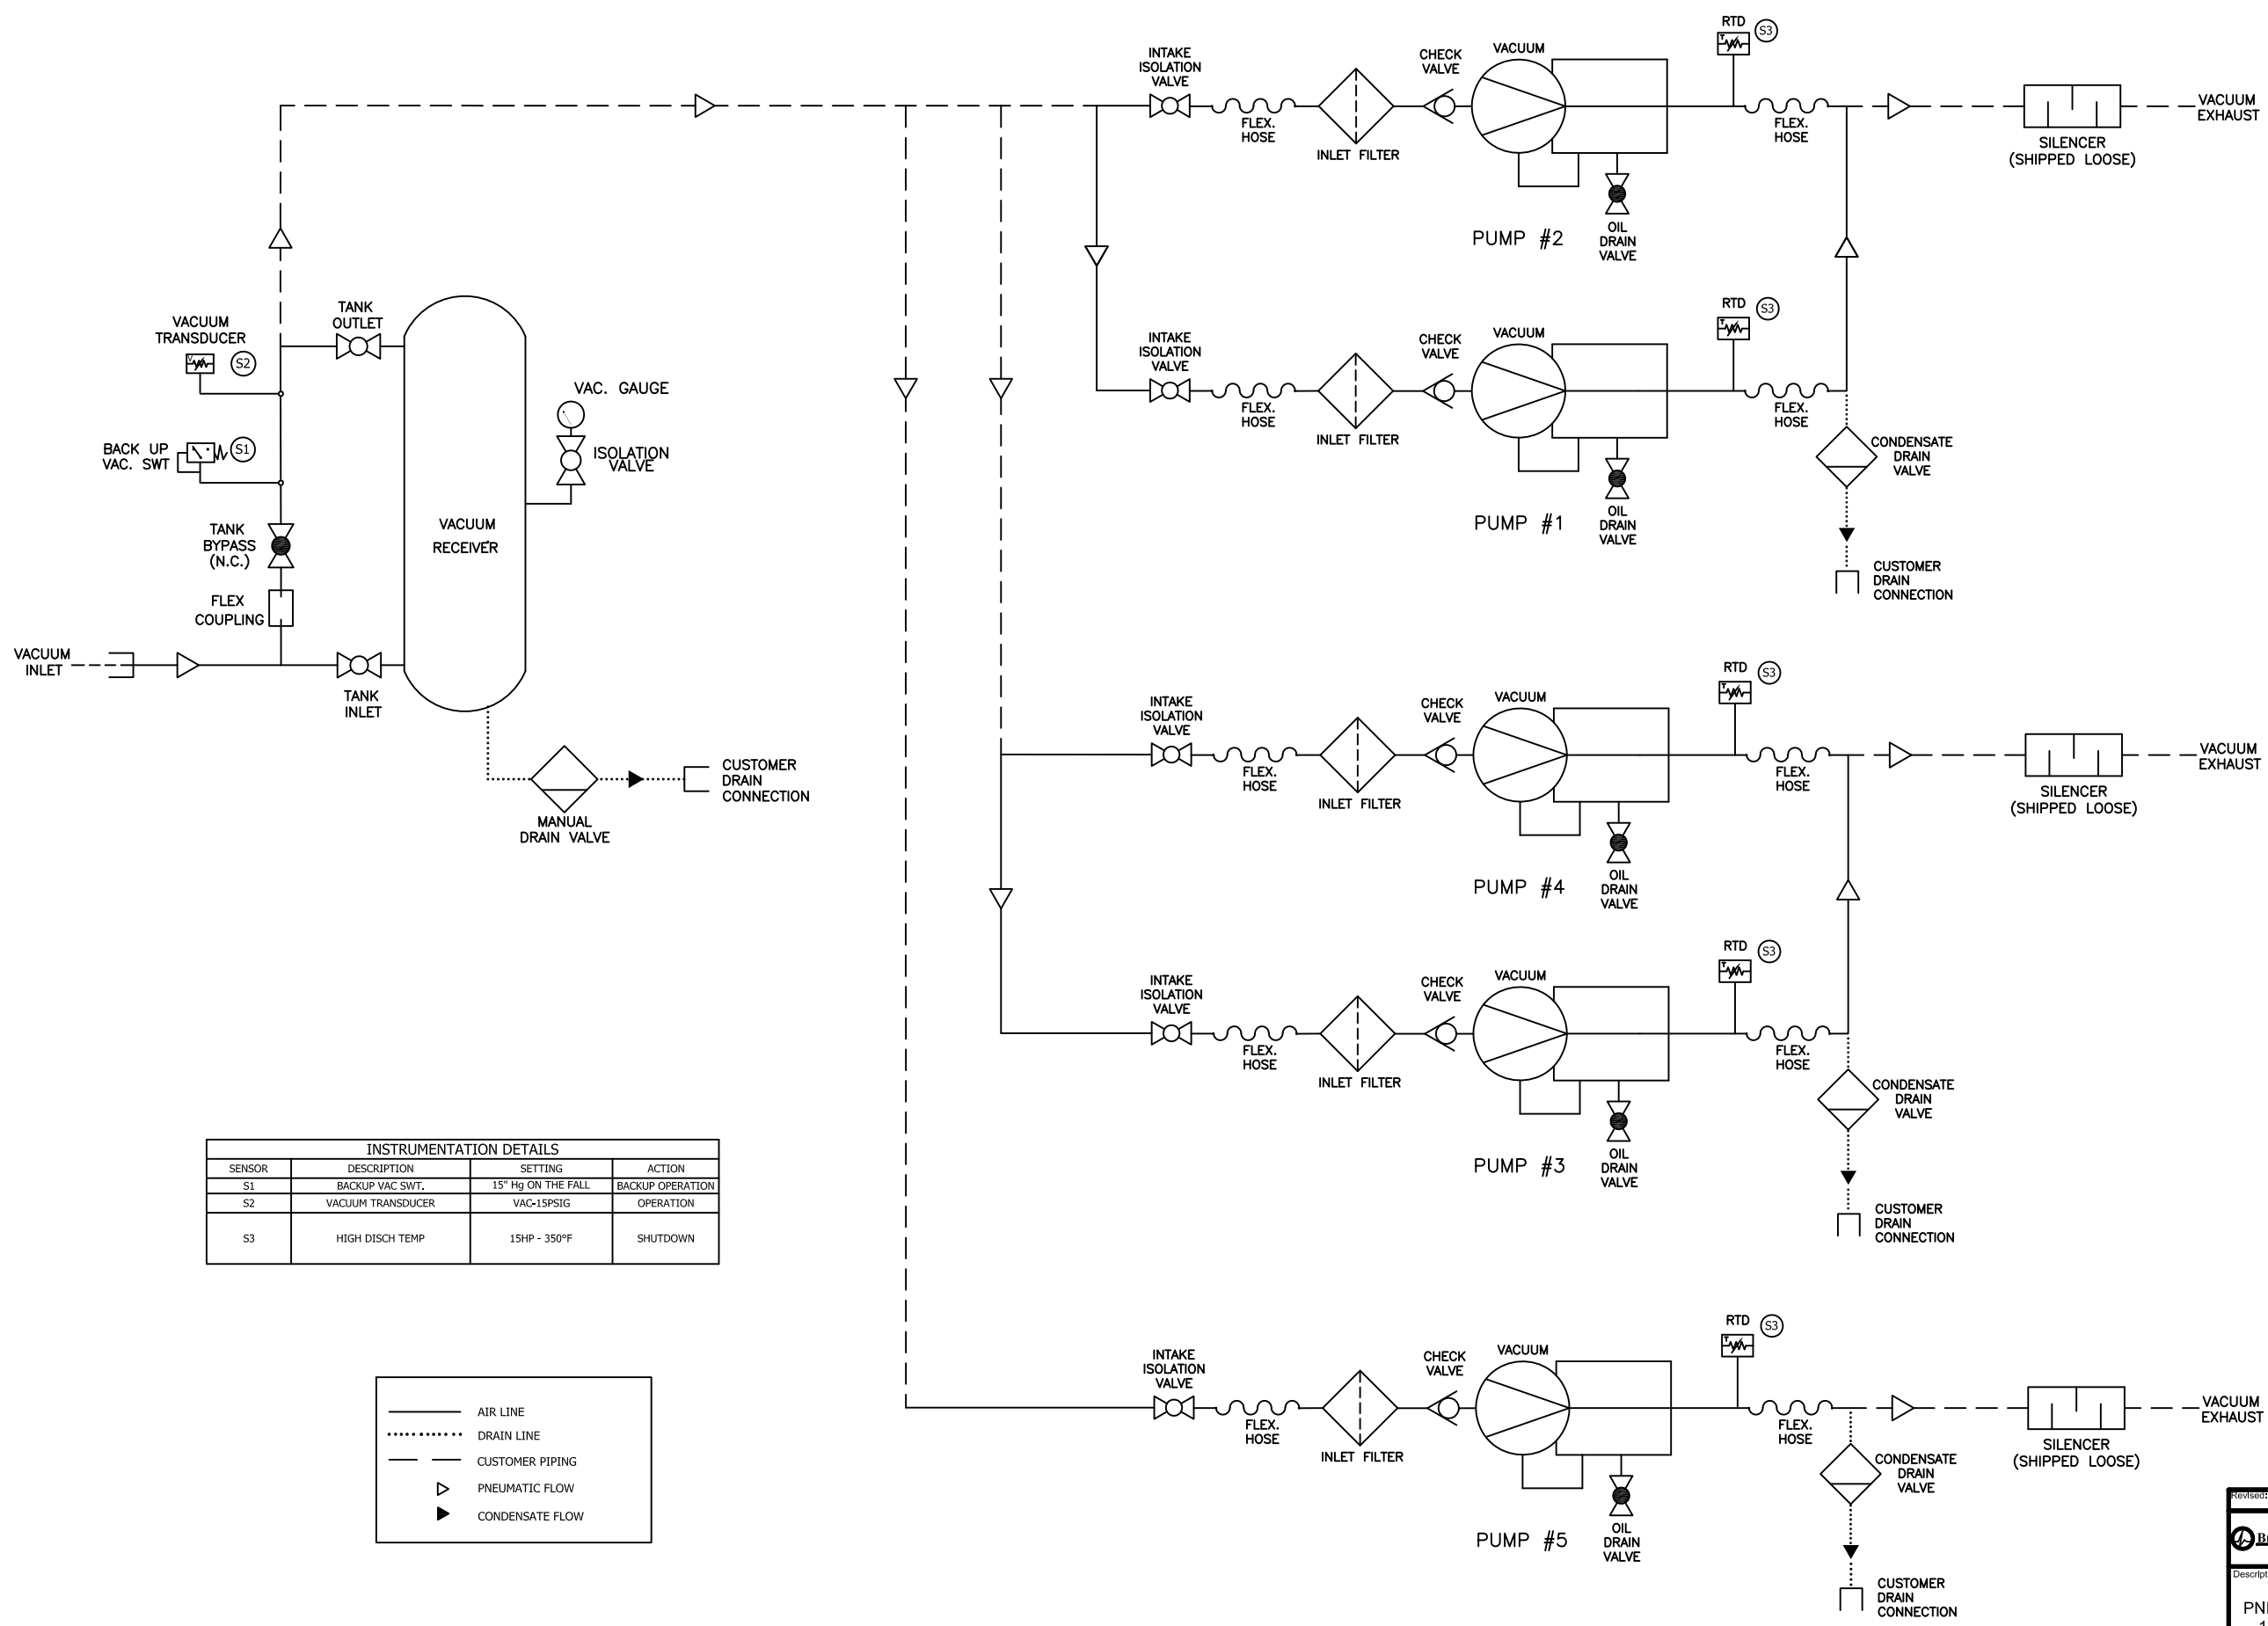 RTD
S3
INTAKE
ISOLATION
VALVE
CHECK
VALVE
VACUUM
FLEX.
HOSE
INLET FILTER
FLEX.
HOSE
VACUUM
EXHAUST
SILENCER
(SHIPPED LOOSE)
OIL
DRAIN
VALVE
PUMP #2
RTD
S3
INTAKE
ISOLATION
VALVE
CHECK
VALVE
VACUUM
FLEX.
HOSE
INLET FILTER
FLEX.
HOSE
CONDENSATE
DRAIN
VALVE
OIL
DRAIN
VALVE
PUMP #1
CUSTOMER
DRAIN
CONNECTION
TANK
OUTLET
VACUUM
TRANSDUCER
V
S2
VAC. GAUGE
BACK UP
VAC. SWT
S1
ISOLATION
VALVE
TANK
BYPASS
(N.C.)
VACUUM
RECEIVER
FLEX
COUPLING
VACUUM
INLET
TANK
INLET
CUSTOMER
DRAIN
CONNECTION
MANUAL
DRAIN VALVE
RTD
S3
INTAKE
ISOLATION
VALVE
CHECK
VALVE
VACUUM
FLEX.
HOSE
INLET FILTER
FLEX.
HOSE
VACUUM
EXHAUST
SILENCER
(SHIPPED LOOSE)
OIL
DRAIN
VALVE
PUMP #4
RTD
S3
INTAKE
ISOLATION
VALVE
CHECK
VALVE
VACUUM
FLEX.
HOSE
INLET FILTER
FLEX.
HOSE
CONDENSATE
DRAIN
VALVE
OIL
DRAIN
VALVE
PUMP #3
CUSTOMER
DRAIN
CONNECTION
INSTRUMENTATION DETAILS
SENSOR DESCRIPTION SETTING ACTION
S1 BACKUP VAC SWT. 15" Hg ON THE FALL BACKUP OPERATION
S2 VACUUM TRANSDUCER VAC-15PSIG OPERATION
S3 HIGH DISCH TEMP 15HP - 350°F SHUTDOWN
AIR LINE
DRAIN LINE
CUSTOMER PIPING
PNEUMATIC FLOW
CONDENSATE FLOW
RTD
S3
INTAKE
ISOLATION
VALVE
CHECK
VALVE
VACUUM
FLEX.
HOSE
INLET FILTER
FLEX.
HOSE
VACUUM
EXHAUST
SILENCER
(SHIPPED LOOSE)
CONDENSATE
DRAIN
VALVE
OIL
DRAIN
VALVE
PUMP #5
CUSTOMER
DRAIN
CONNECTION
Revised: